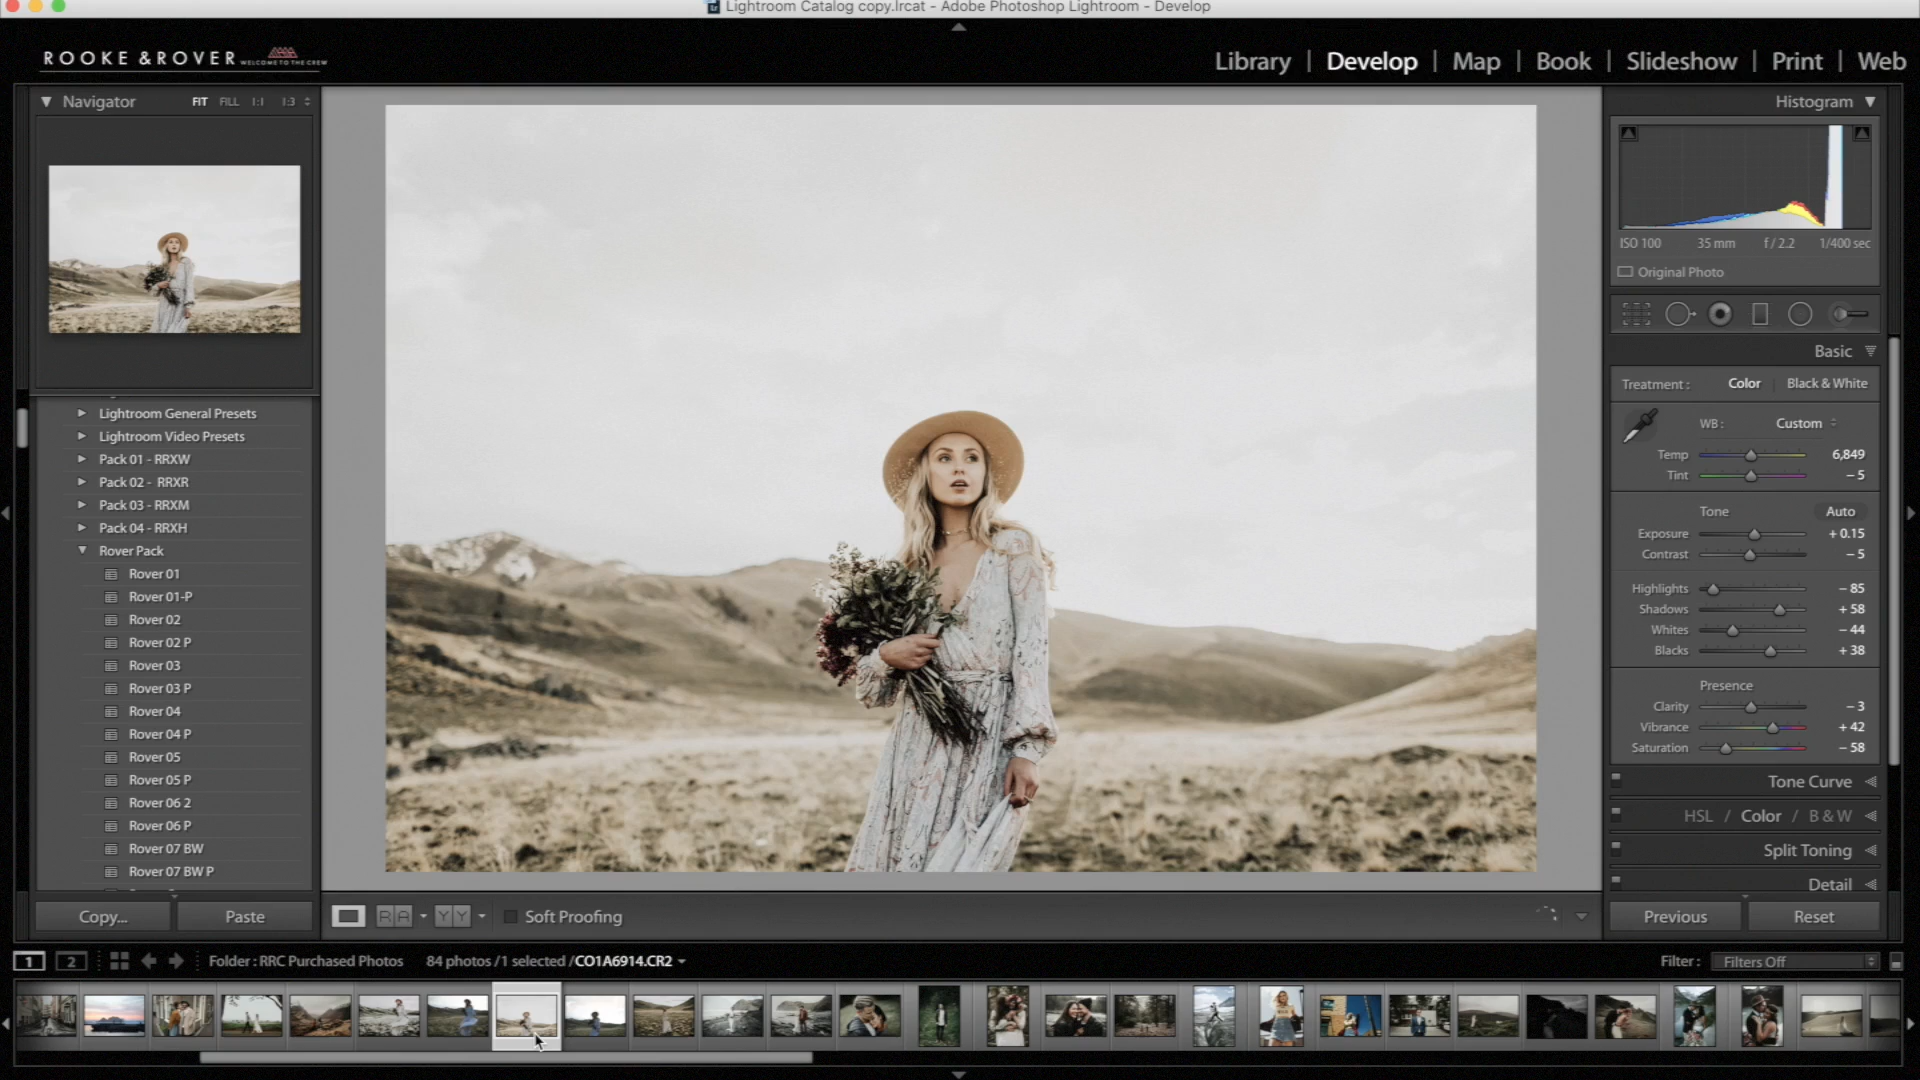 Lightroom Catalog copy.lrcat - Adobe Photoshop Lightroom - Develop
ROOKE & ROVER WELCOME TO THE CREW
Library | Develop | Map | Book | Slideshow | Print | Web
Navigator FIT FILL 1:1 1:3
Lightroom General Presets
Lightroom Video Presets
Pack 01 - RRXW
Pack 02 - RRXR
Pack 03 - RRXM
Pack 04 - RRXH
Rover Pack
Rover 01
Rover 01-P
Rover 02
Rover 02 P
Rover 03
Rover 03 P
Rover 04
Rover 04 P
Rover 05
Rover 05 P
Rover 06 2
Rover 06 P
Rover 07 BW
Rover 07 BW P
Copy... Paste
Histogram
ISO 100 35 mm f / 2.2 1/400 sec
Original Photo
Basic
Treatment : Color Black & White
WB : Custom
Temp 6,849
Tint – 5
Tone Auto
Exposure + 0.15
Contrast – 5
Highlights – 85
Shadows + 58
Whites – 44
Blacks + 38
Presence
Clarity – 3
Vibrance + 42
Saturation – 58
Tone Curve
HSL / Color / B & W
Split Toning
Detail
Previous Reset
R A Y Y Soft Proofing
1 2 Folder : RRC Purchased Photos 84 photos / 1 selected / CO1A6914.CR2 Filter : Filters Off